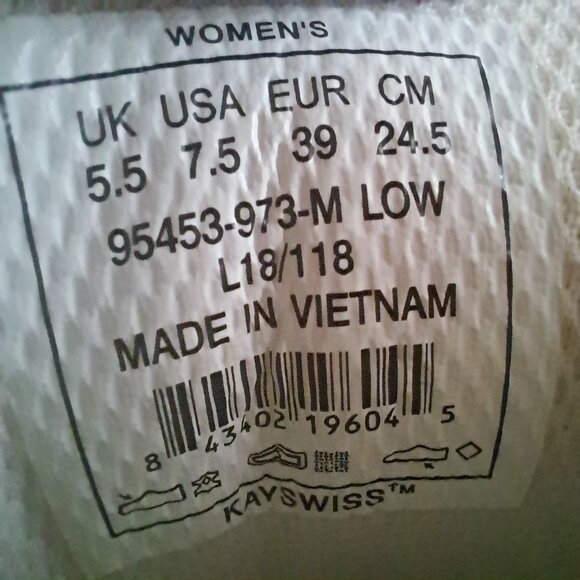 WOMEN'S
UK USA EUR CM
5.5 7.5 39 24.5
95453-973-M LOW
L18/118
MADE IN VIETNAM
8 43402 19604 5
KAYSWISS™